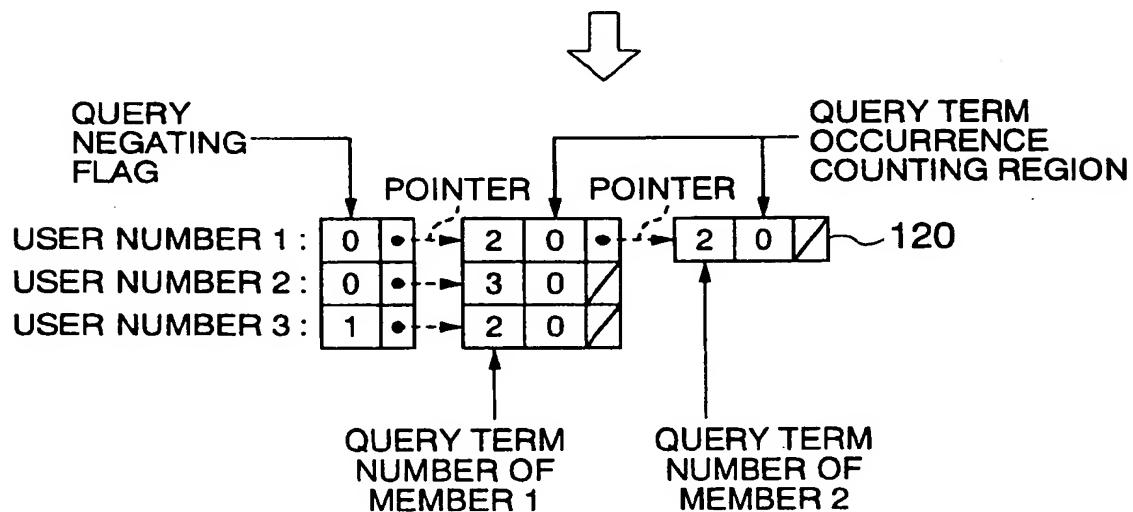 QUERY
NEGATING
FLAG
QUERY TERM
OCCURRENCE
COUNTING REGION
POINTER POINTER
USER NUMBER 1 : 0 2 0 2 0 120
USER NUMBER 2 : 0 3 0
USER NUMBER 3 : 1 2 0
QUERY TERM
NUMBER OF
MEMBER 1
QUERY TERM
NUMBER OF
MEMBER 2